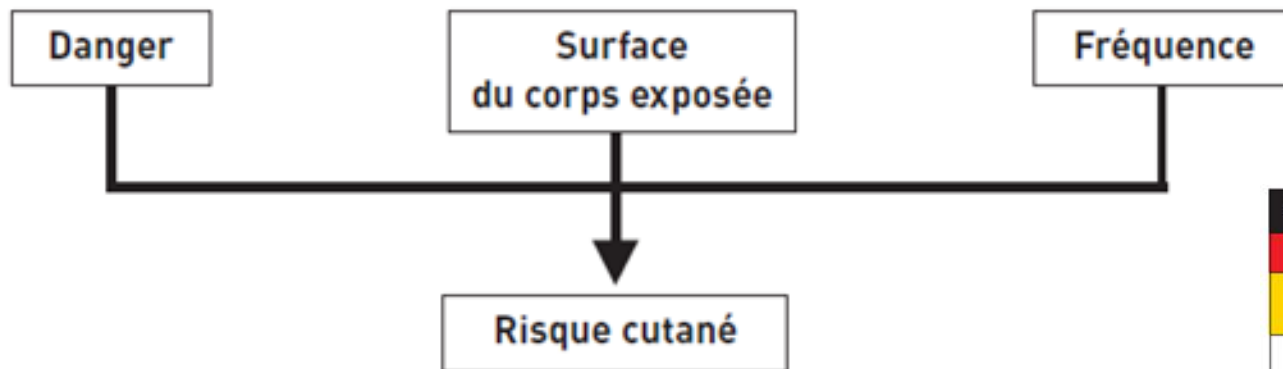 Danger
Surface
du corps exposée
Fréquence
Risque cutané